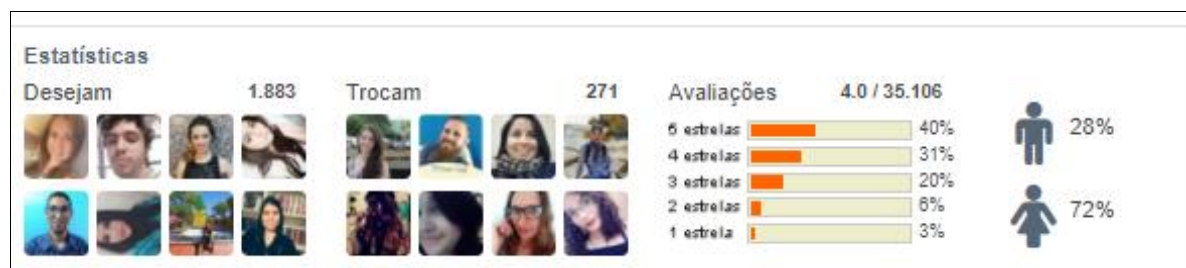 Estatísticas
Desejam 1.883
Trocam 271
Avaliações 4.0 / 35.106
5 estrelas 40%
4 estrelas 31%
3 estrelas 20%
2 estrelas 6%
1 estrela 3%
28%
72%